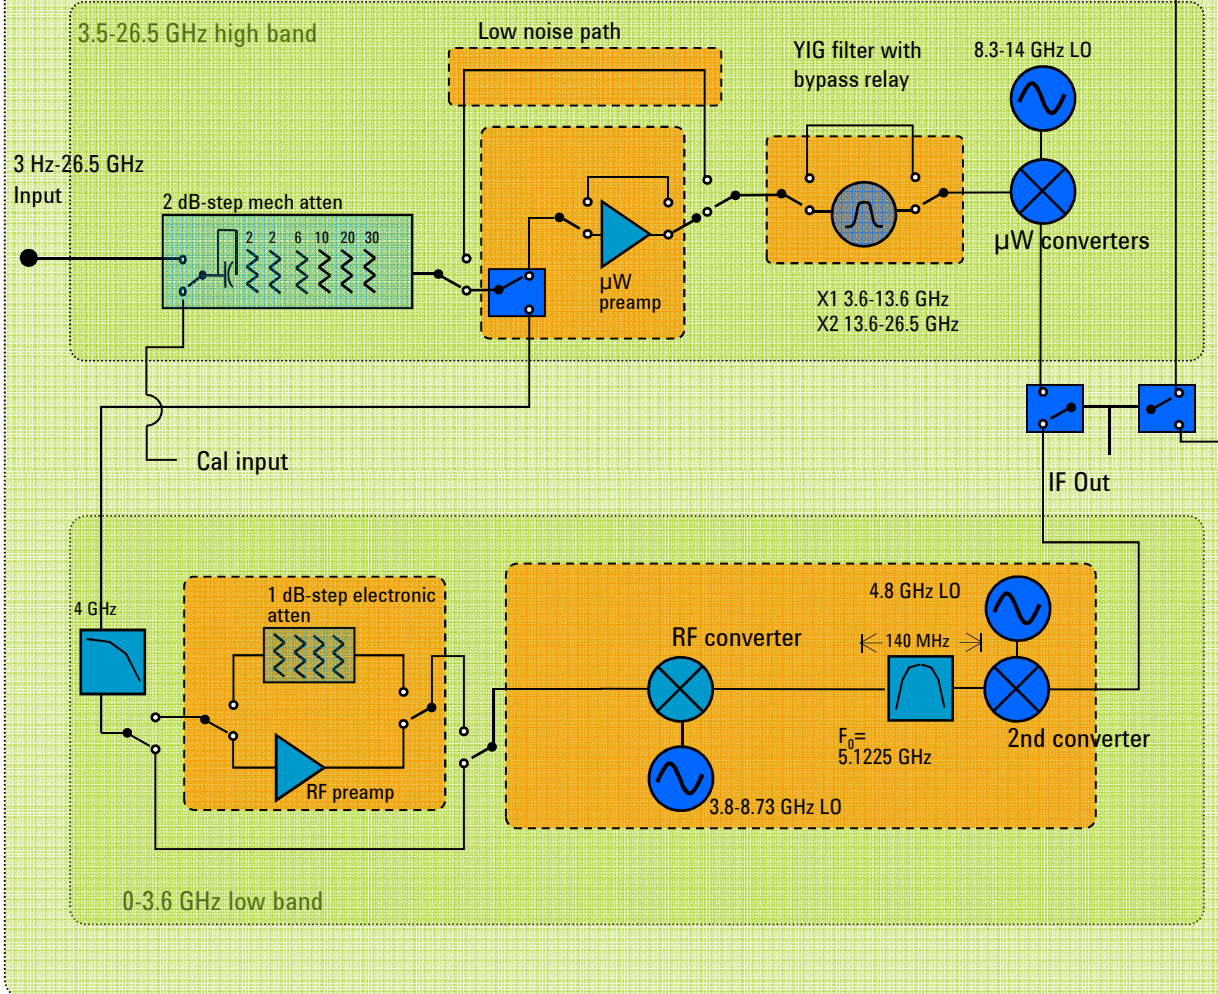 3.5-26.5 GHz high band
Low noise path
YIG filter with
bypass relay
8.3-14 GHz LO
3 Hz-26.5 GHz
Input
2 dB-step mech atten
2 2 6 10 20 30
µW
preamp
µW converters
X1 3.6-13.6 GHz
X2 13.6-26.5 GHz
Cal input
IF Out
4 GHz
1 dB-step electronic
atten
RF preamp
RF converter
3.8-8.73 GHz LO
4.8 GHz LO
140 MHz
F0=
5.1225 GHz
2nd converter
0-3.6 GHz low band